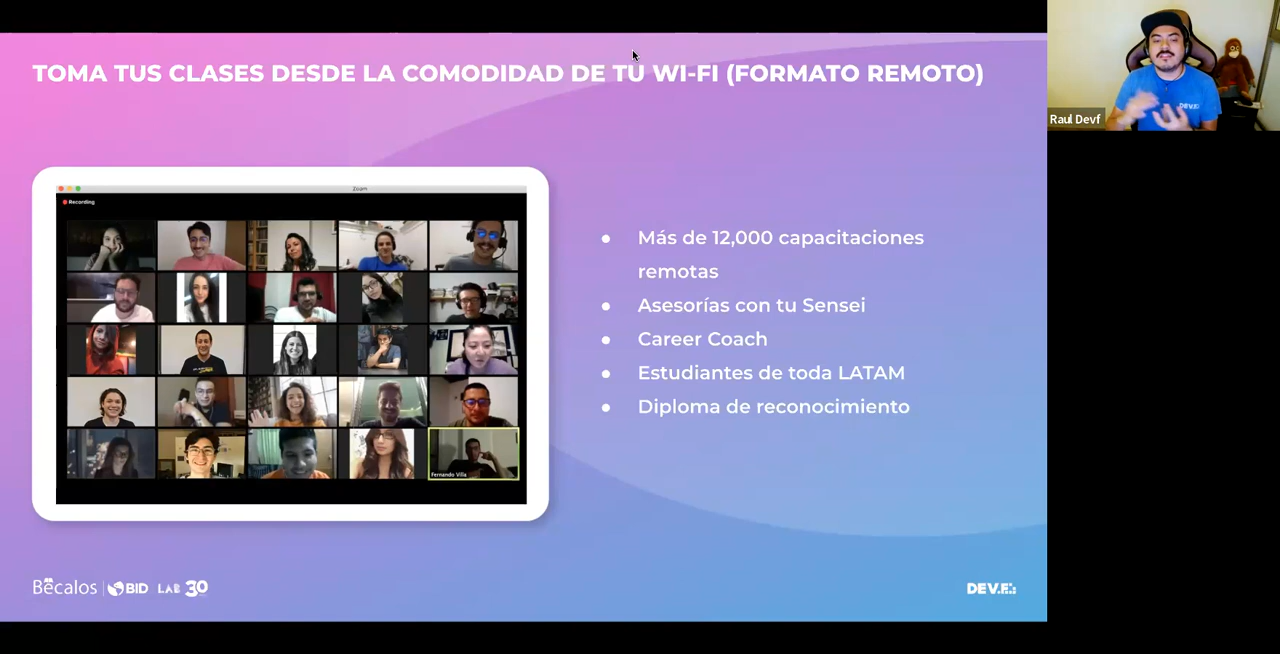 TOMA TUS CLASES DESDE LA COMODIDAD DE TU WI-FI (FORMATO REMOTO)
Raul Devf
Zoom
Recording
Más de 12,000 capacitaciones
remotas
Asesorías con tu Sensei
Career Coach
Estudiantes de toda LATAM
Diploma de reconocimiento
Fernando Villa
Bécalos BID LAB 30
DEV.F.:
DEV.F.